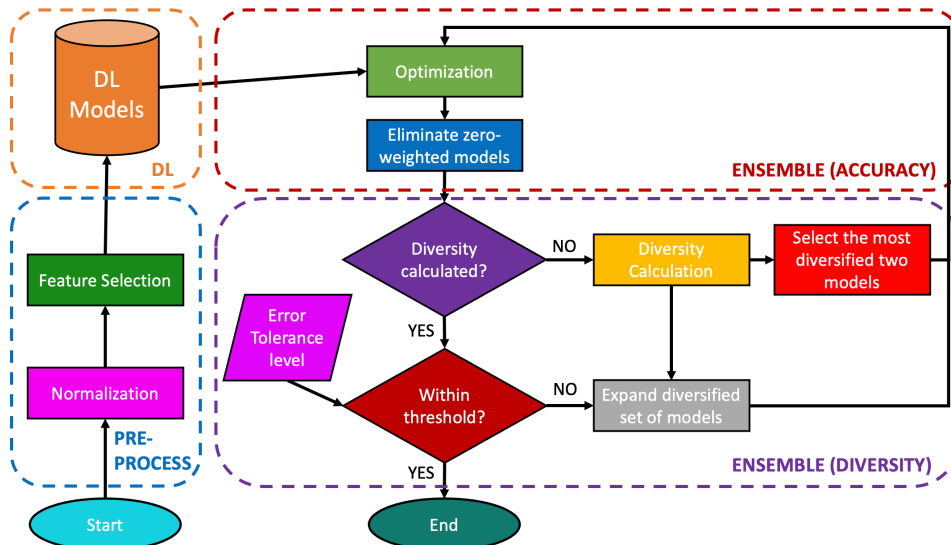 DL
Models
DL
Optimization
Eliminate zero-
weighted models
ENSEMBLE (ACCURACY)
Feature Selection
Normalization
PRE-
PROCESS
Start
Diversity
calculated?
NO
Diversity
Calculation
Select the most
diversified two
models
YES
Error
Tolerance
level
Within
threshold?
NO
Expand diversified
set of models
YES
ENSEMBLE (DIVERSITY)
End